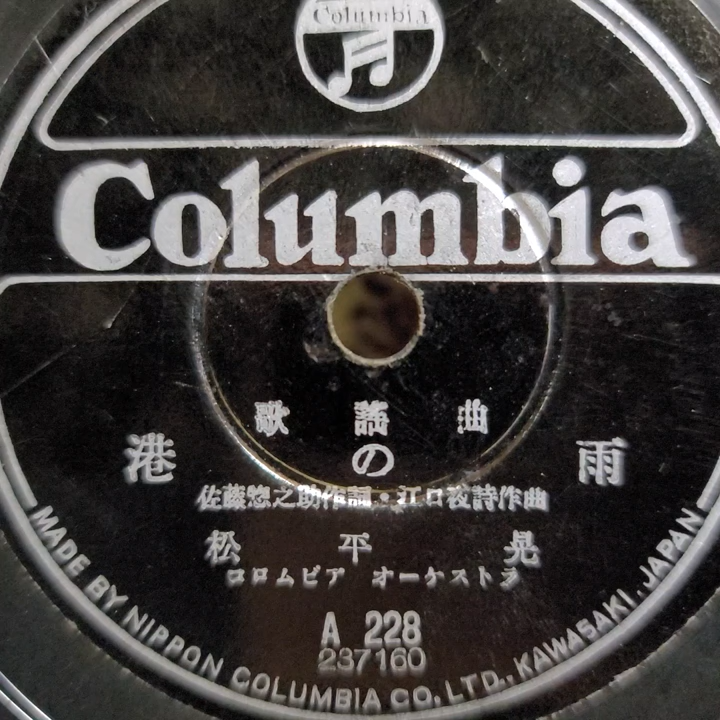 Columbia
Columbia
歌謡曲
港の雨
佐藤惣之助作詞・江口夜詩作曲
松平晃
コロムビア オーケストラ
A 228
237160
MADE BY NIPPON COLUMBIA CO., LTD., KAWASAKI, JAPAN